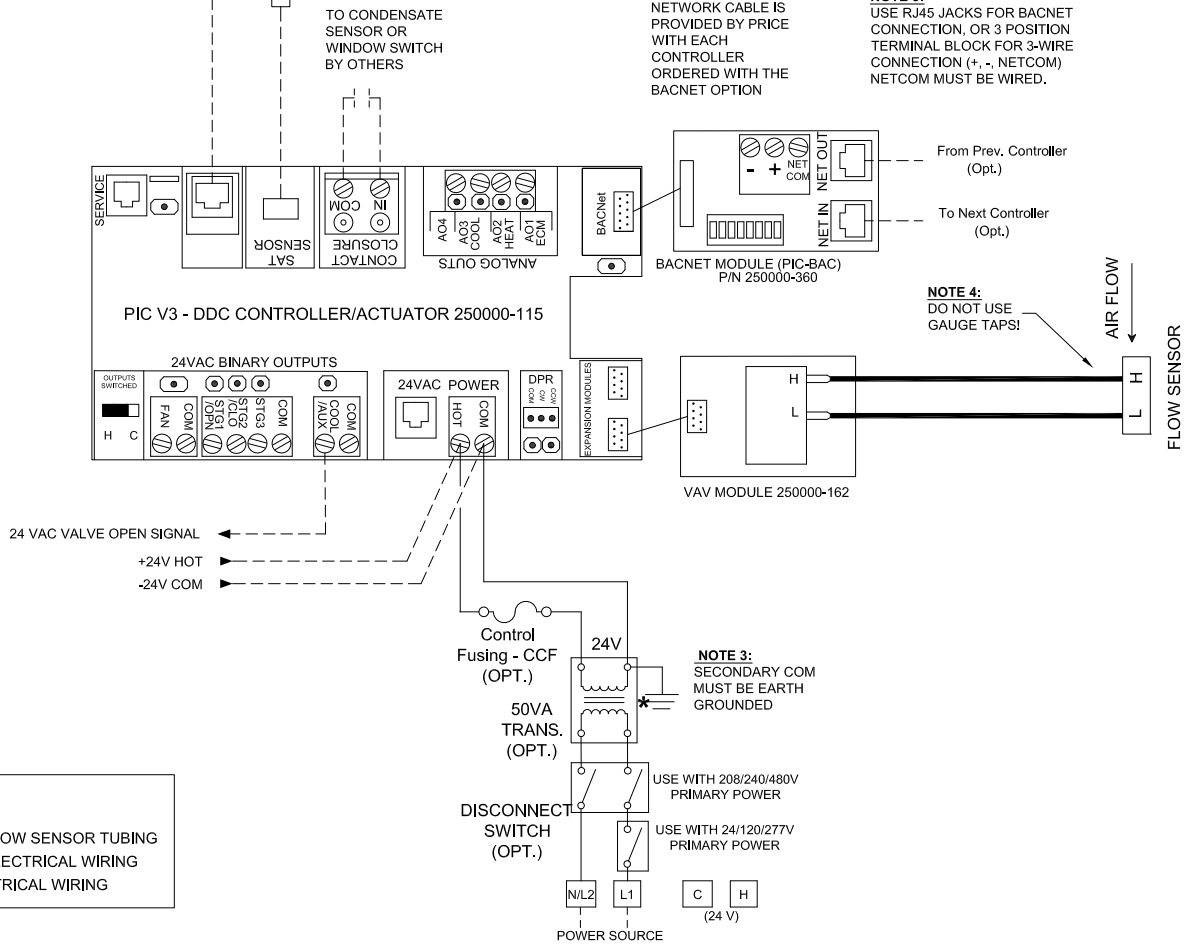 TO CONDENSATE
SENSOR OR
WINDOW SWITCH
BY OTHERS
NETWORK CABLE IS
PROVIDED BY PRICE
WITH EACH
CONTROLLER
ORDERED WITH THE
BACNET OPTION
USE RJ45 JACKS FOR BACNET
CONNECTION, OR 3 POSITION
TERMINAL BLOCK FOR 3-WIRE
CONNECTION (+, -, NETCOM)
NETCOM MUST BE WIRED.
SERVICE
SAT
SENSOR
COM
IN
CONTACT
CLOSURE
AO4
AO3
COOL
AO2
HEAT
AO1
ECM
ANALOG OUTS
BACNet
- + NET
COM
NET OUT
NET IN
From Prev. Controller
(Opt.)
To Next Controller
(Opt.)
BACNET MODULE (PIC-BAC)
P/N 250000-360
PIC V3 - DDC CONTROLLER/ACTUATOR 250000-115
NOTE 4:
DO NOT USE
GAUGE TAPS!
AIR FLOW
FLOW SENSOR
H
L
24VAC BINARY OUTPUTS
OUTPUTS
SWITCHED
H C
FAN
COM
STG1
/OPN
STG2
/CLO
STG3
COM
COOL
/AUX
COM
24VAC POWER
HOT
COM
DPR
COM
CW
CCW
EXPANSION MODULES
H
L
VAV MODULE 250000-162
24 VAC VALVE OPEN SIGNAL
+24V HOT
-24V COM
Control
Fusing - CCF
(OPT.)
24V
NOTE 3:
SECONDARY COM
MUST BE EARTH
GROUNDED
*
50VA
TRANS.
(OPT.)
USE WITH 208/240/480V
PRIMARY POWER
DISCONNECT
SWITCH
(OPT.)
USE WITH 24/120/277V
PRIMARY POWER
OW SENSOR TUBING
ECTRICAL WIRING
TRICAL WIRING
N/L2 L1 C H
(24 V)
POWER SOURCE